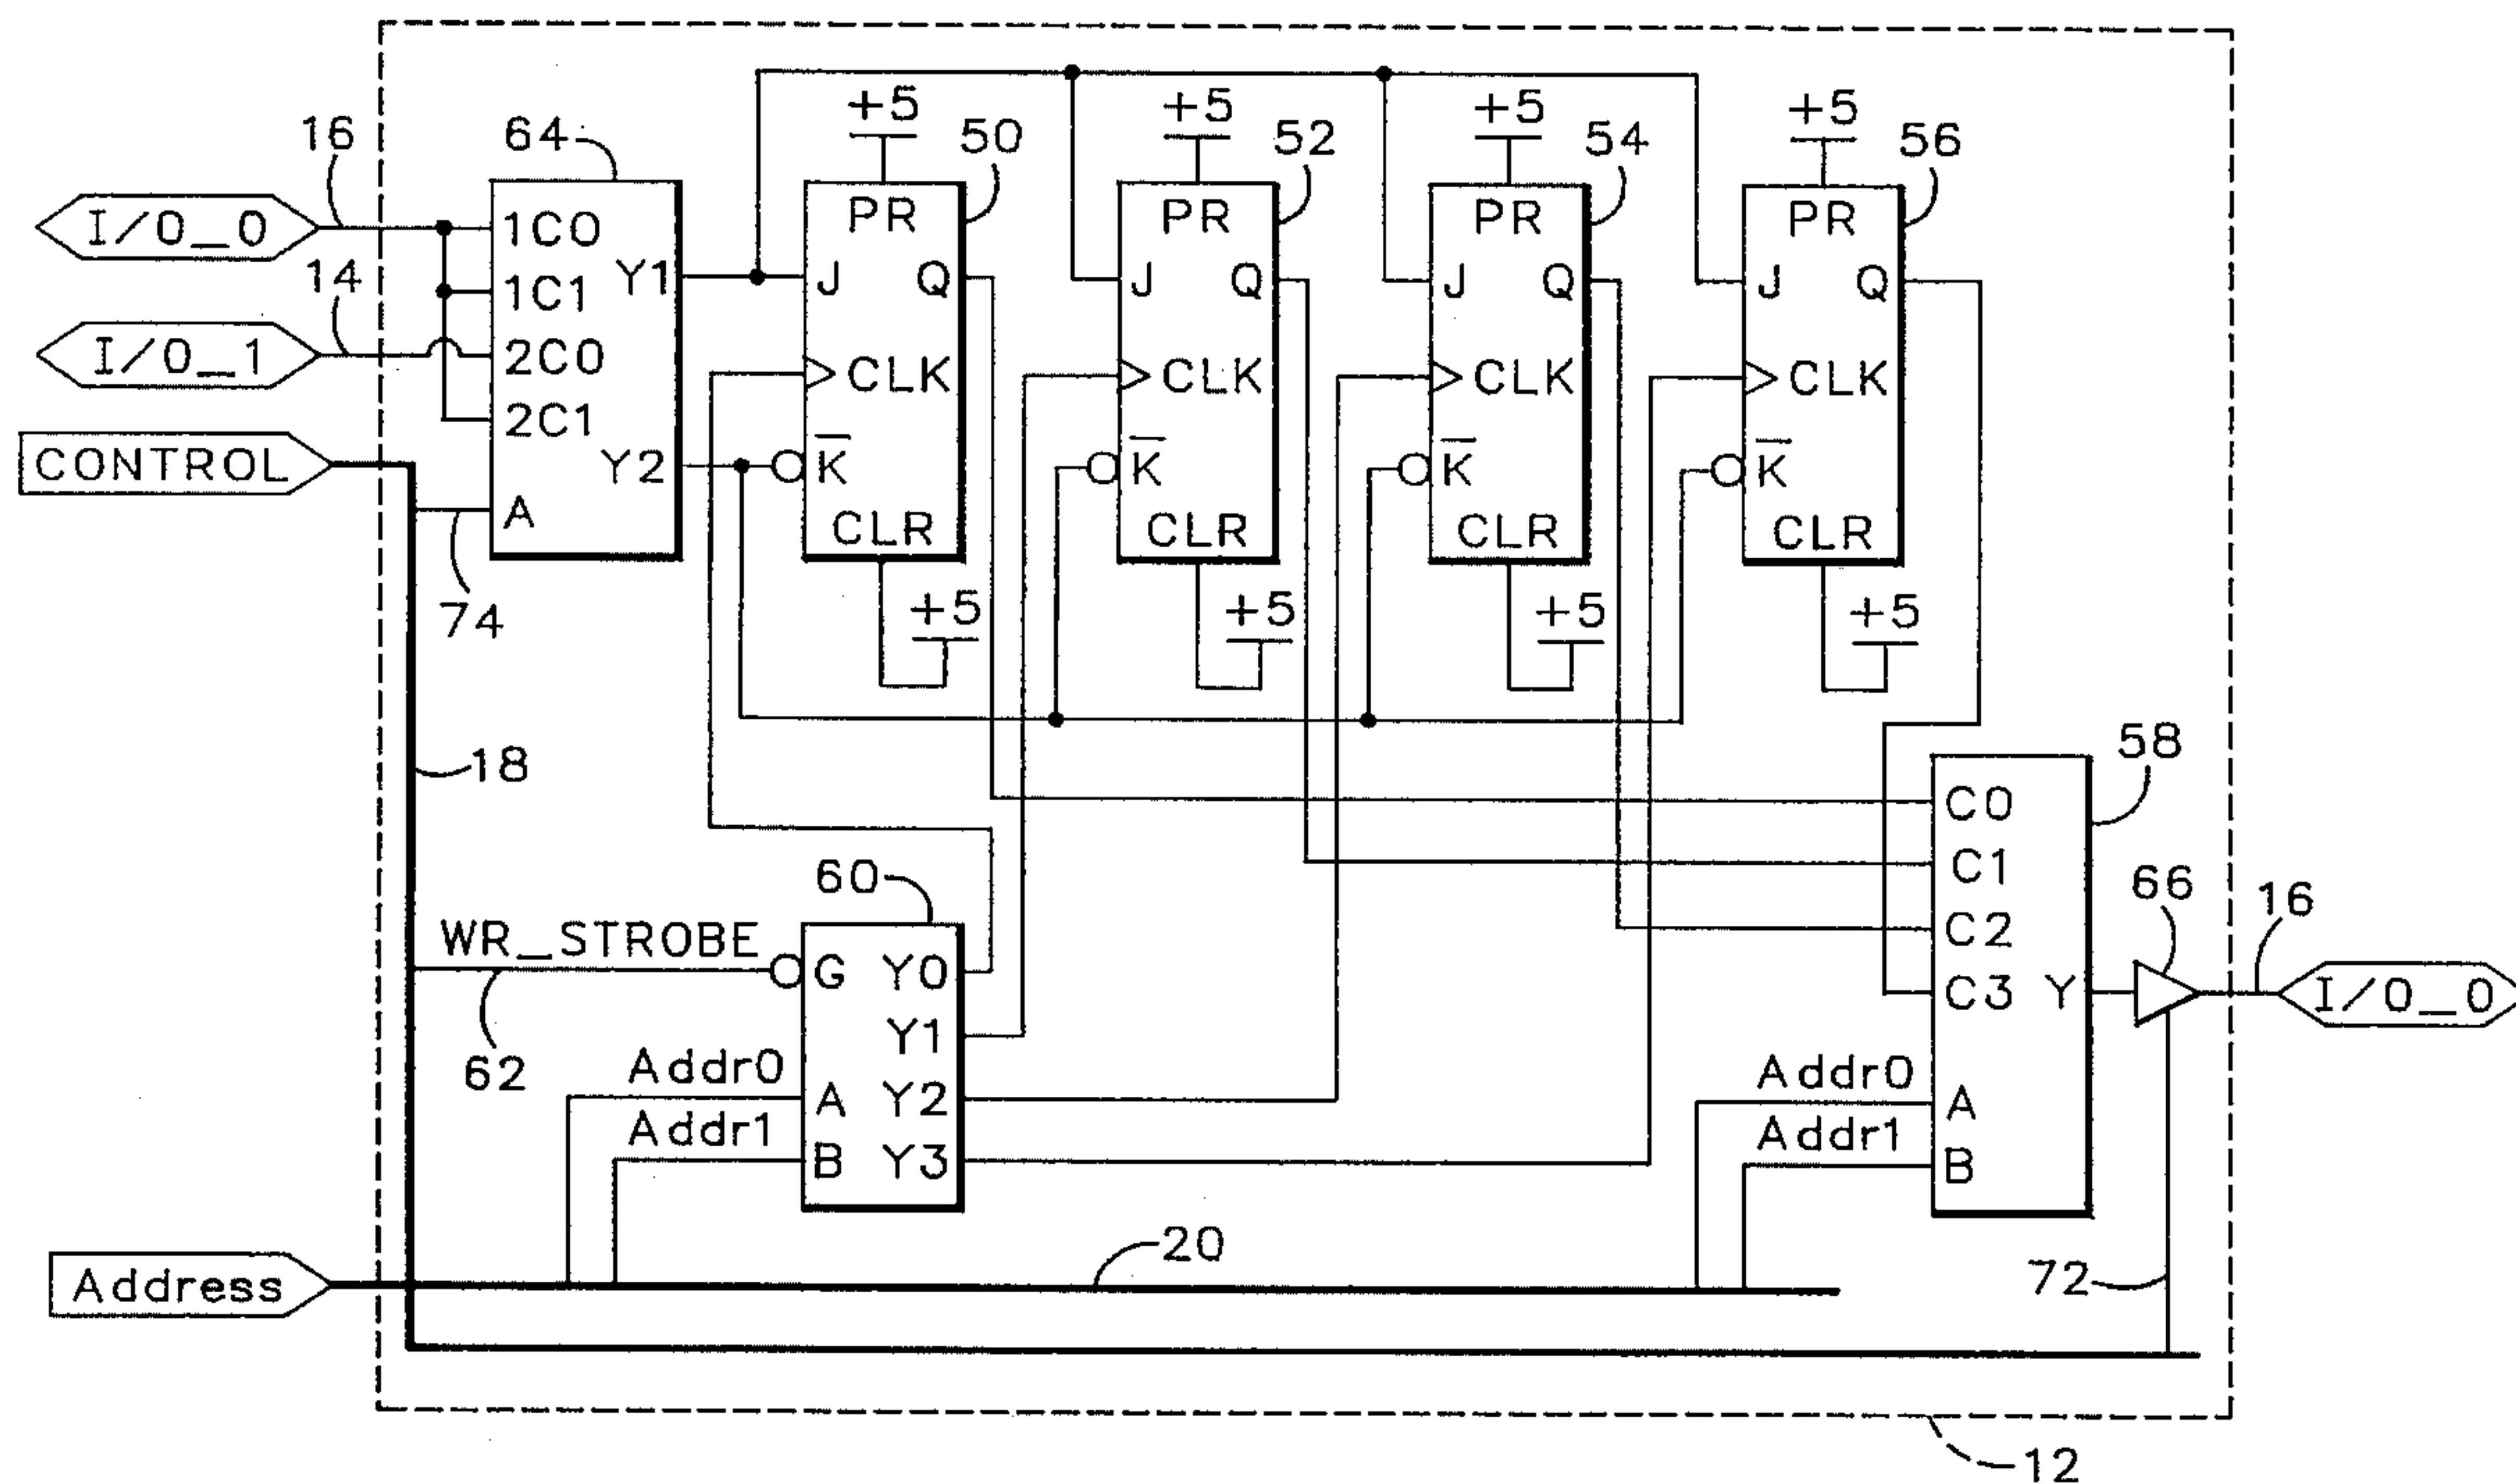 +5 +5 +5 +5
16 64 50 52 54 56
I/O_0 1C0 PR PR PR PR
14 1C1 Y1 J Q J Q J Q J Q
I/O_1 2C0 CLK CLK CLK CLK
2C1
CONTROL Y2 K̅ K̅ K̅ K̅
A CLR CLR CLR CLR
74 +5 +5 +5 +5
18 58
C0
60 C1 66 16
WR_STROBE G Y0 C2
Y1 C3 Y I/O_0
62 Addr0 A Y2 Addr0 A
Addr1 B Y3 Addr1 B
Address 20 72
12